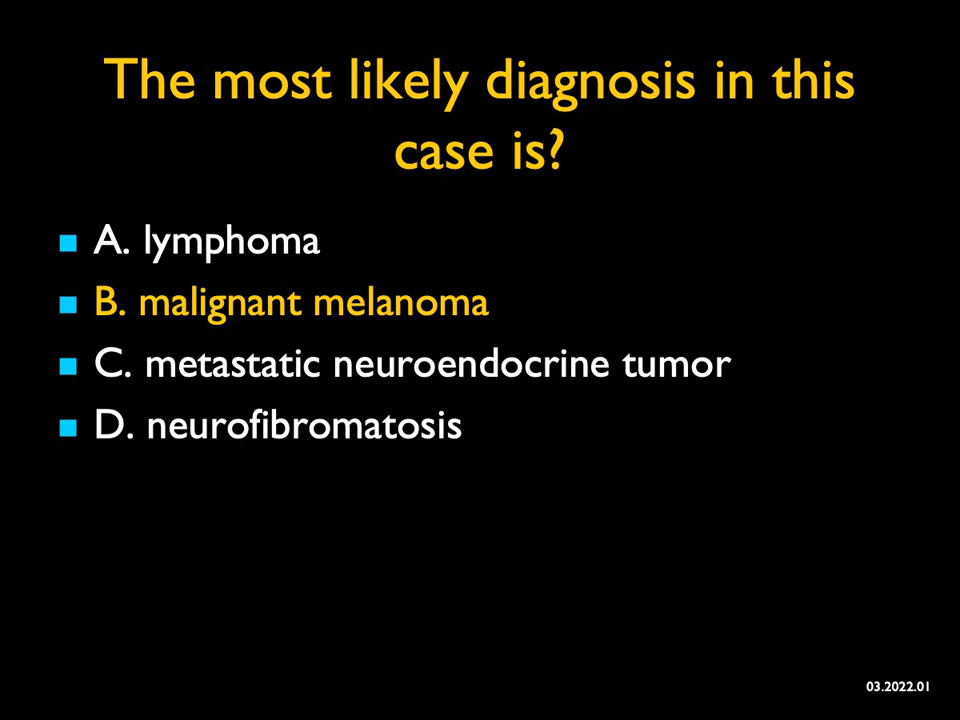 The most likely diagnosis in this
case is?
A. lymphoma
B. malignant melanoma
C. metastatic neuroendocrine tumor
D. neurofibromatosis
03.2022.01